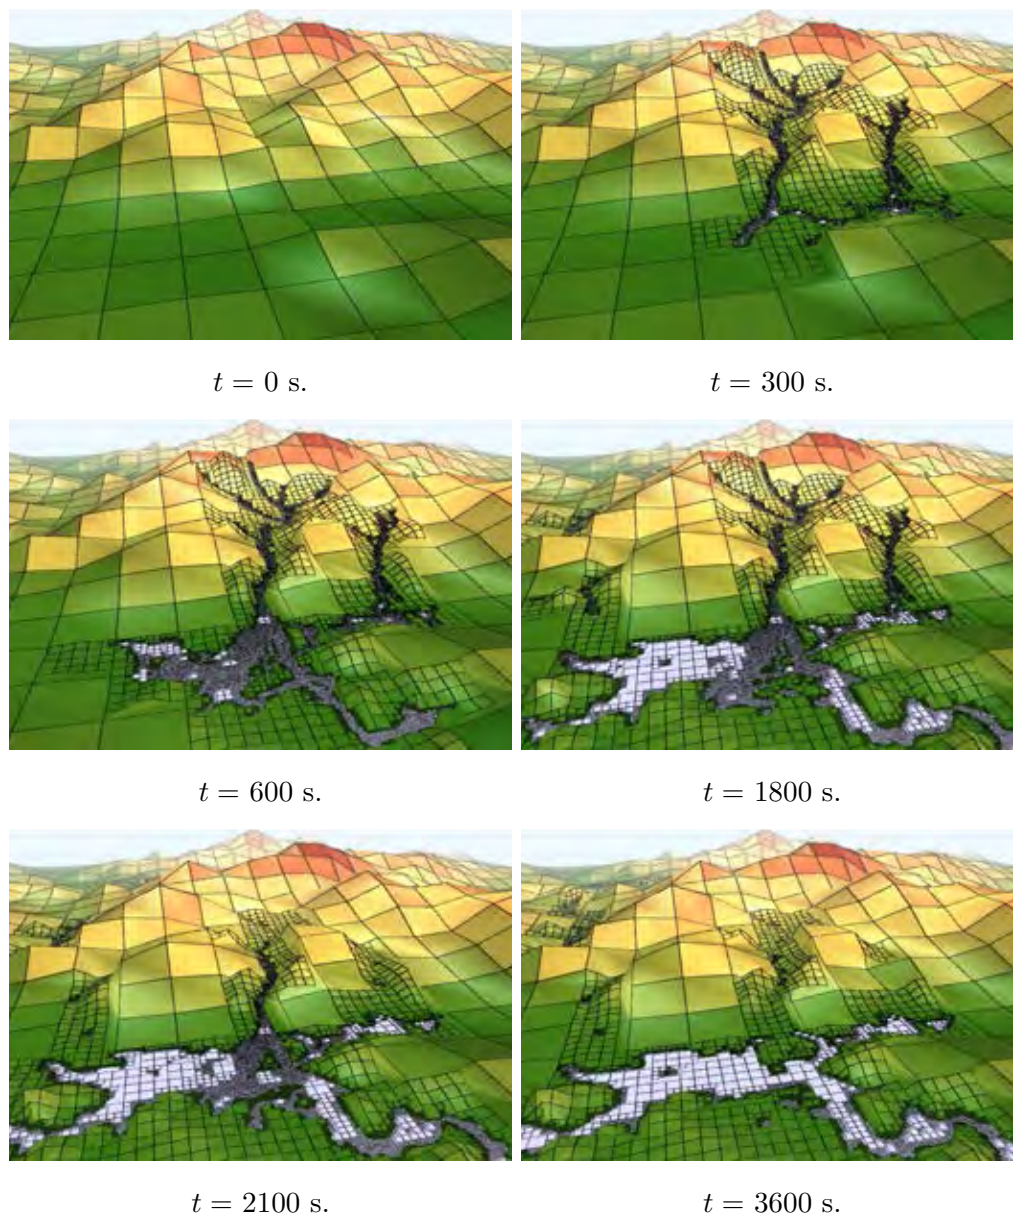 t = 0 s.
t = 300 s.
t = 600 s.
t = 1800 s.
t = 2100 s.
t = 3600 s.